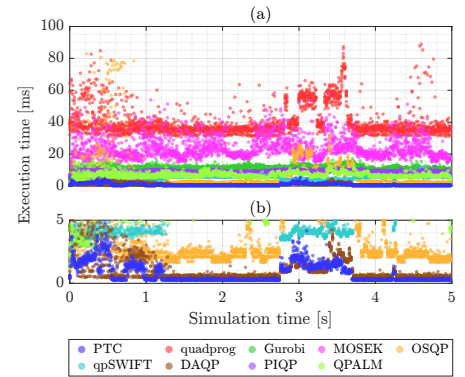 (a)
100
80
60
40
20
0
Execution time [ms]
(b)
5
0
0 1 2 3 4 5
Simulation time [s]
PTC quadprog Gurobi MOSEK OSQP
qpSWIFT DAQP PIQP QPALM